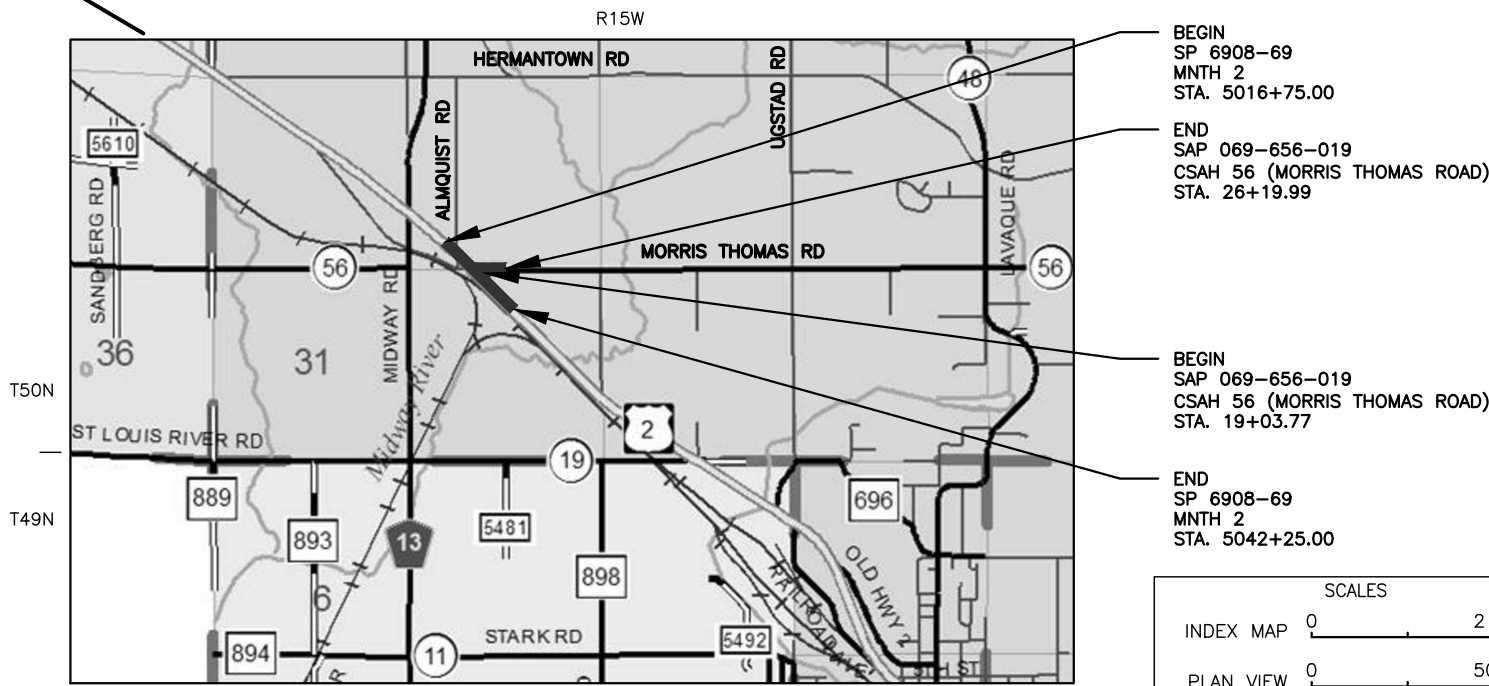 R15W
HERMANTOWN RD
UGSTAD RD
48
5610
ALMQUIST RD
SANDBERG RD
LAVAQUE RD
MORRIS THOMAS RD
56
56
36
31
MIDWAY RD
Midway River
T50N
ST LOUIS RIVER RD
2
19
889
696
T49N
893
5481
13
898
OLD HWY 2
RAILROAD AVE
6
STARK RD
5492
894
11
R
5TH ST
BEGIN
SP 6908-69
MNTH 2
STA. 5016+75.00
END
SAP 069-656-019
CSAH 56 (MORRIS THOMAS ROAD)
STA. 26+19.99
BEGIN
SAP 069-656-019
CSAH 56 (MORRIS THOMAS ROAD)
STA. 19+03.77
END
SP 6908-69
MNTH 2
STA. 5042+25.00
SCALES
INDEX MAP 0 2
PLAN VIEW 0